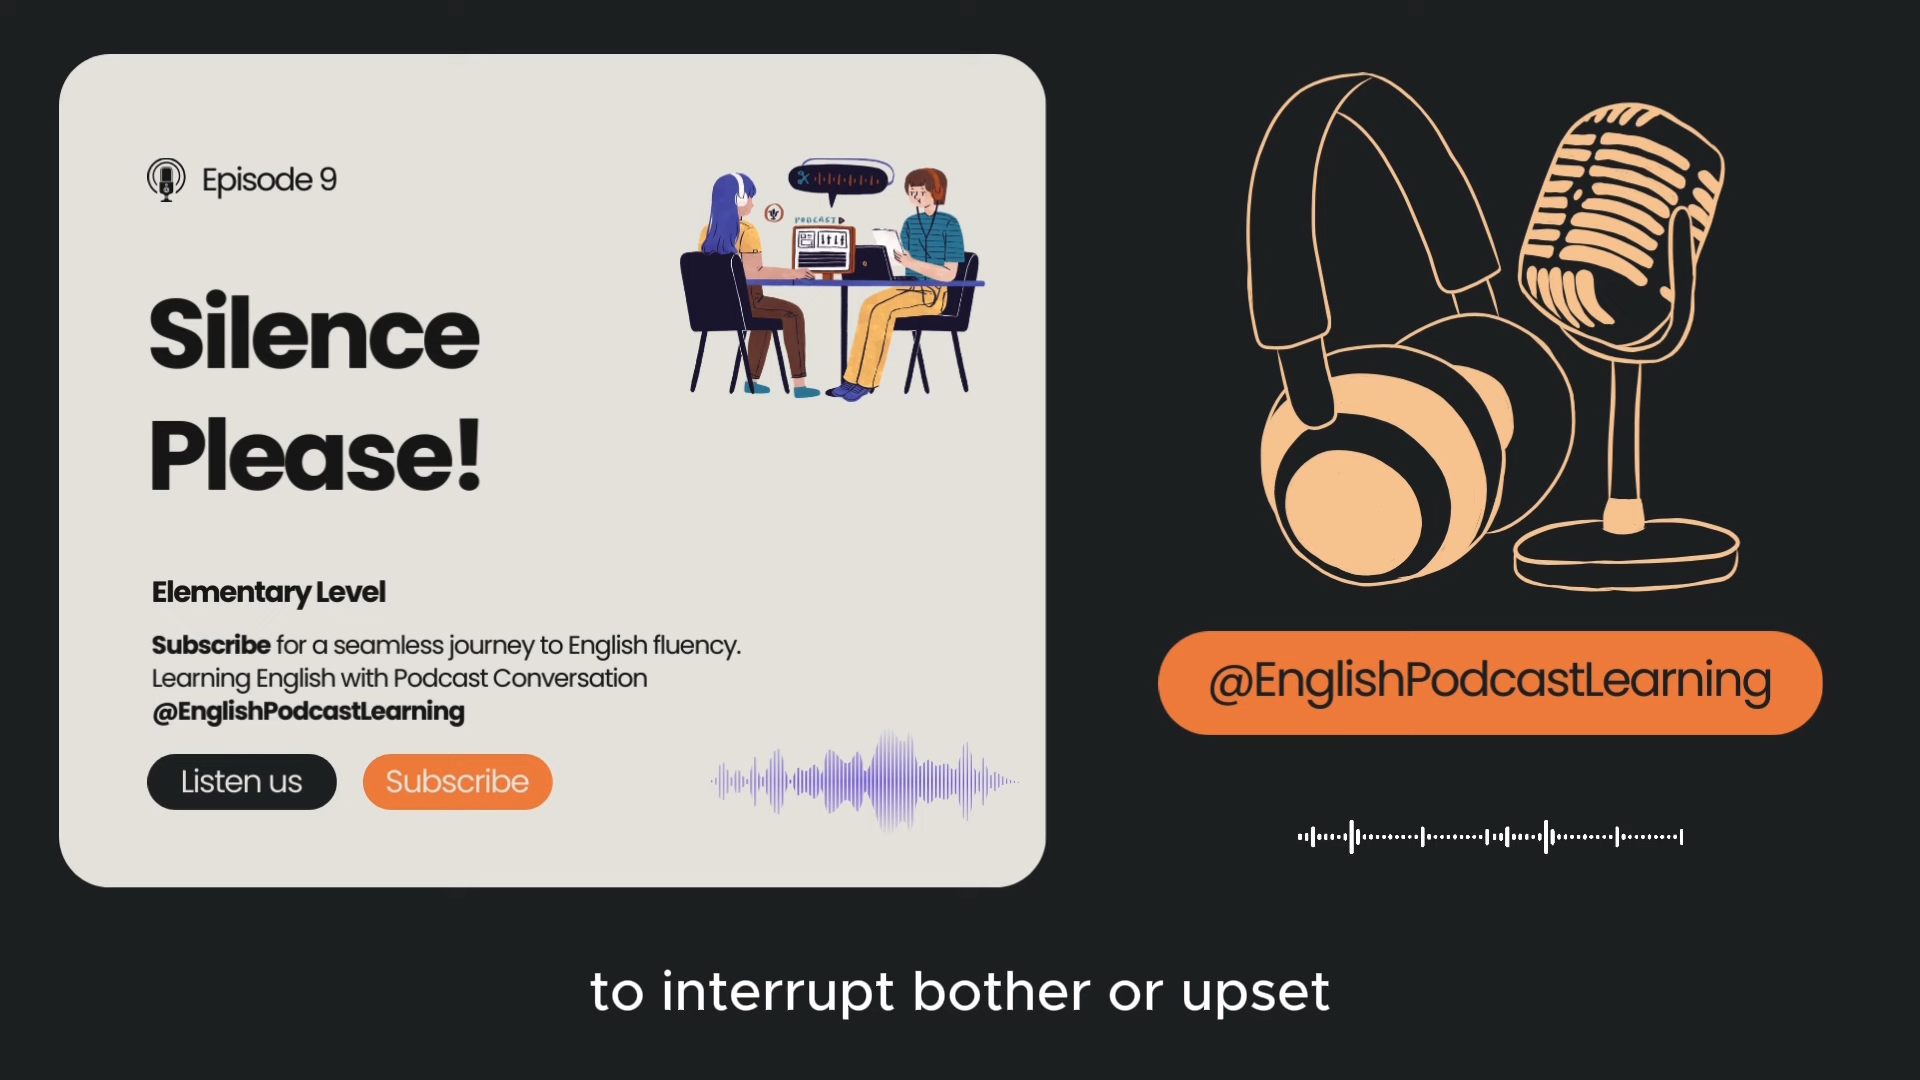 Episode 9
PODCAST
Silence
Please!
Elementary Level
Subscribe for a seamless journey to English fluency.
Learning English with Podcast Conversation
@EnglishPodcastLearning
Listen us
Subscribe
@EnglishPodcastLearning
to interrupt bother or upset